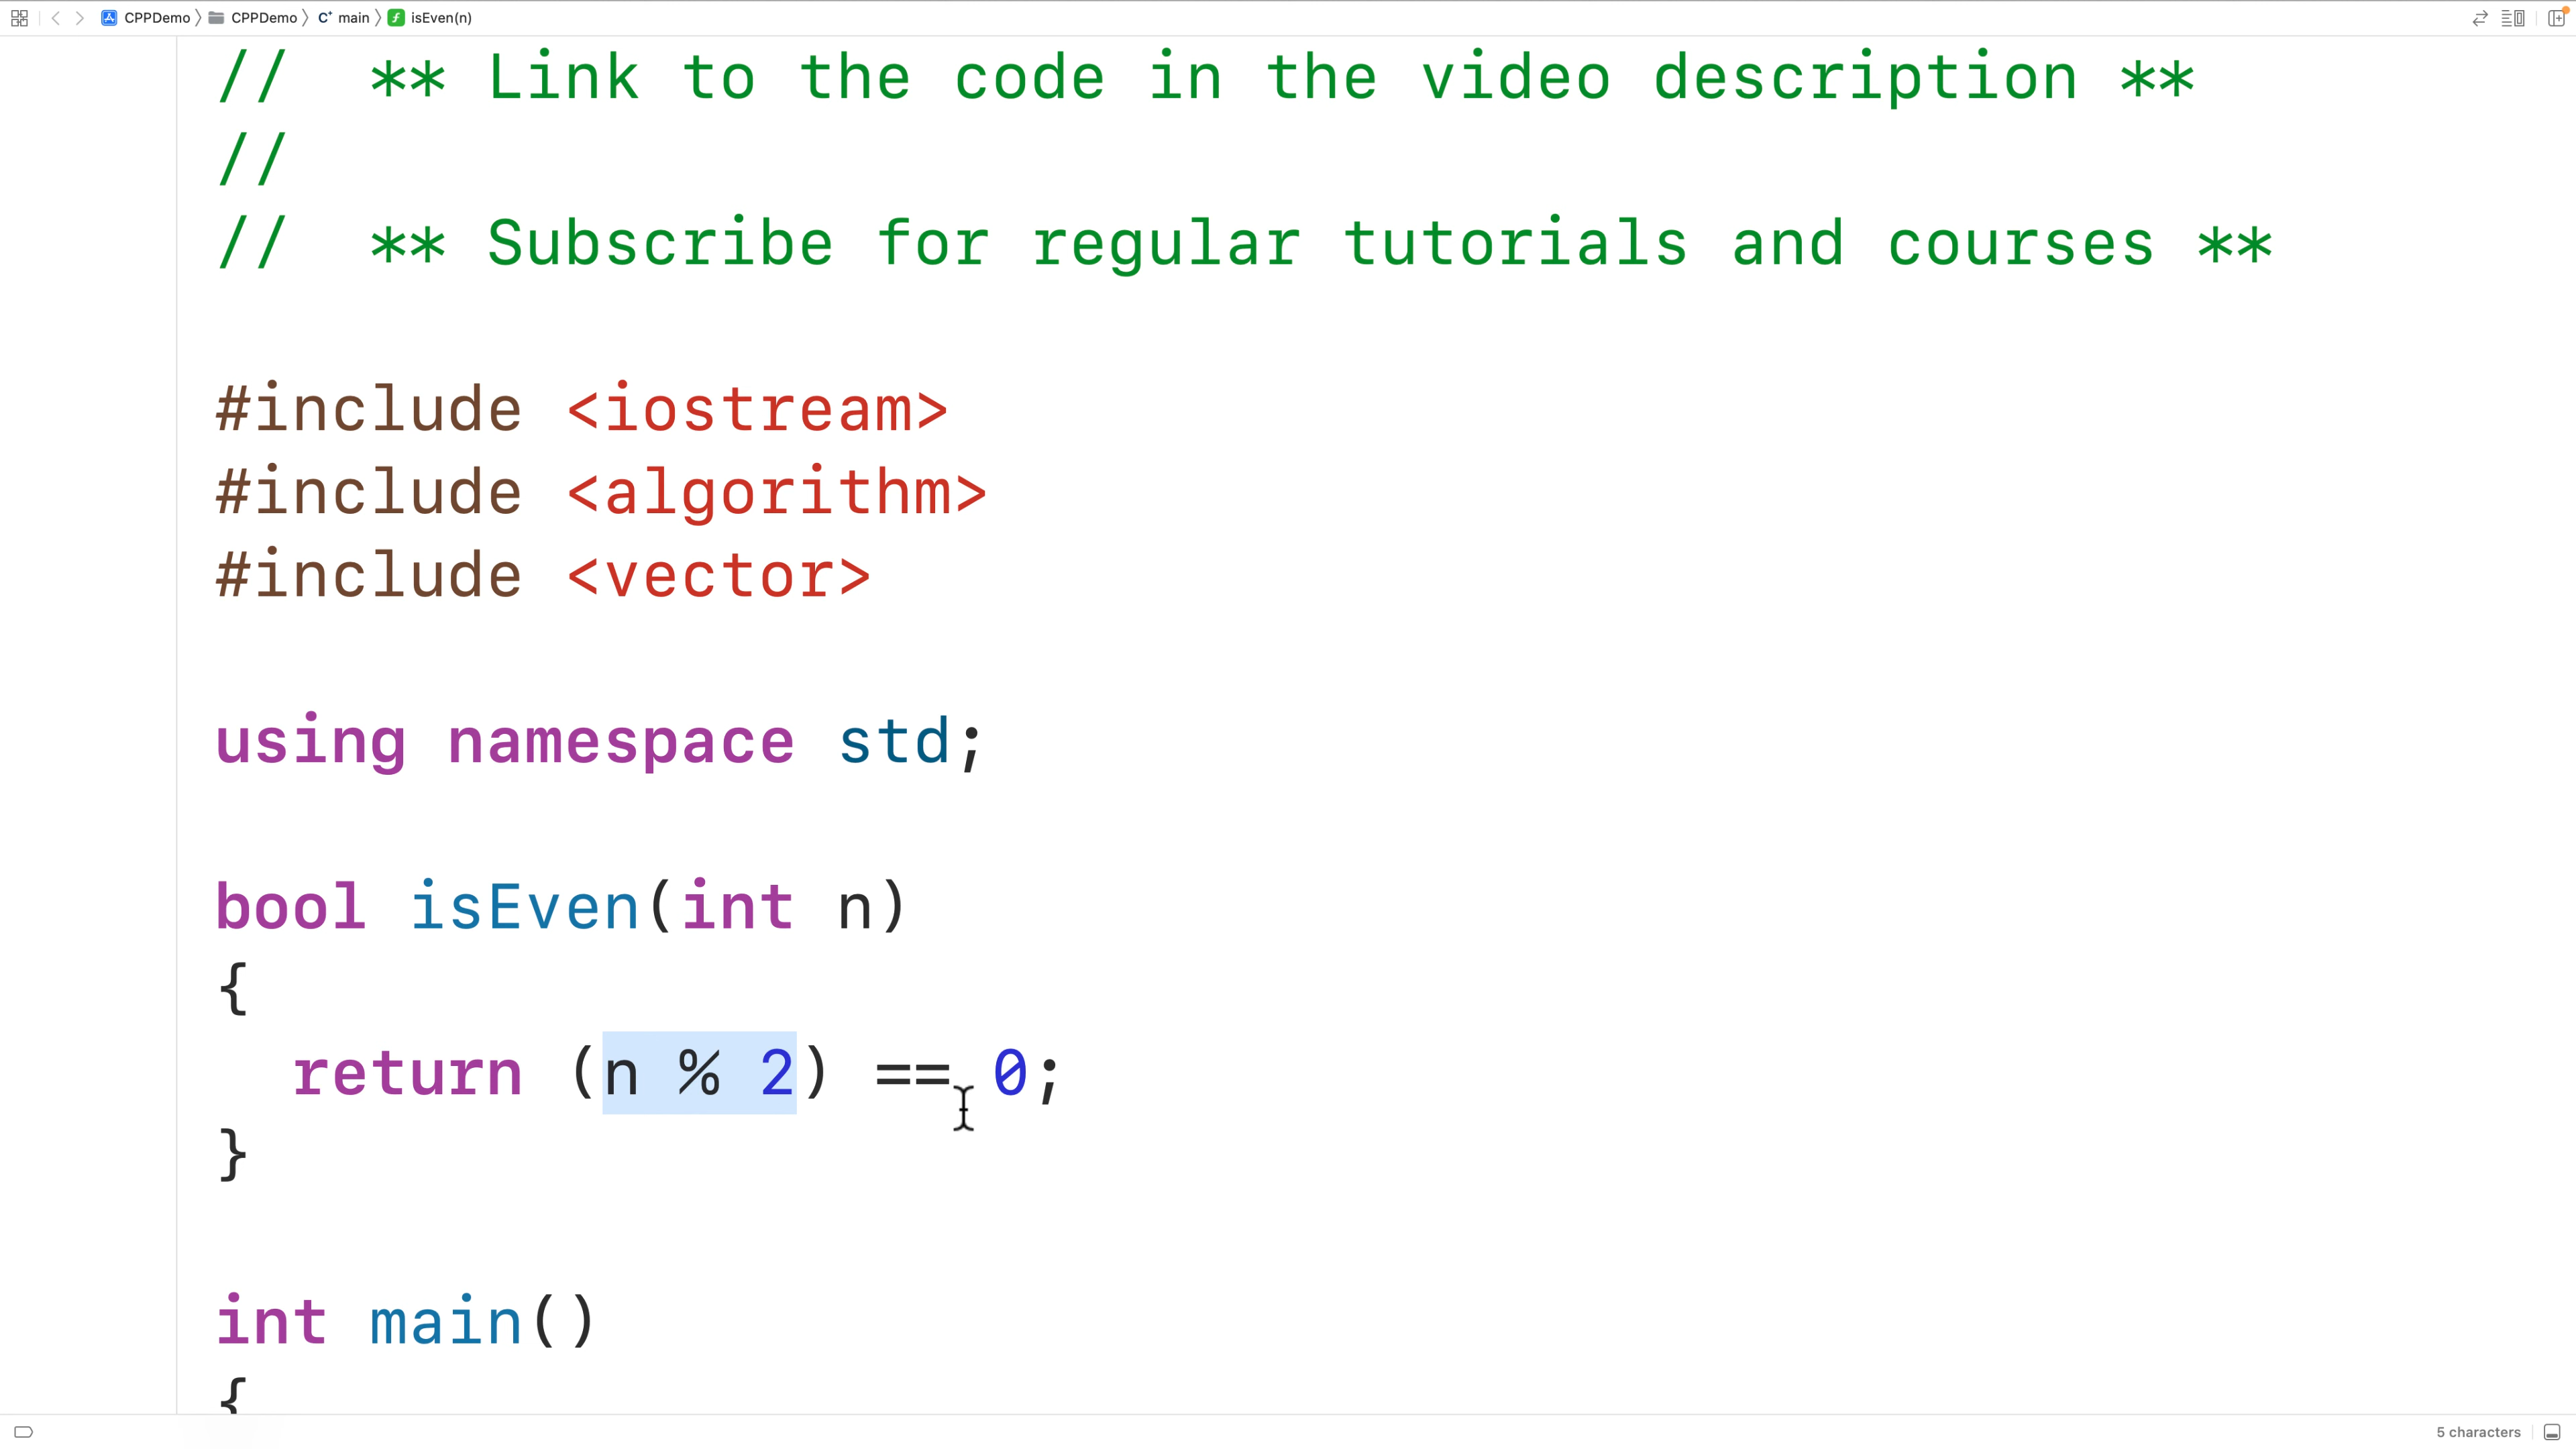 CPPDemo CPPDemo C+ main f isEven(n)
// ** Link to the code in the video description **
//
// ** Subscribe for regular tutorials and courses **
#include <iostream>
#include <algorithm>
#include <vector>
using namespace std;
bool isEven(int n)
{
return (n % 2) == 0;
}
int main()
{
5 characters